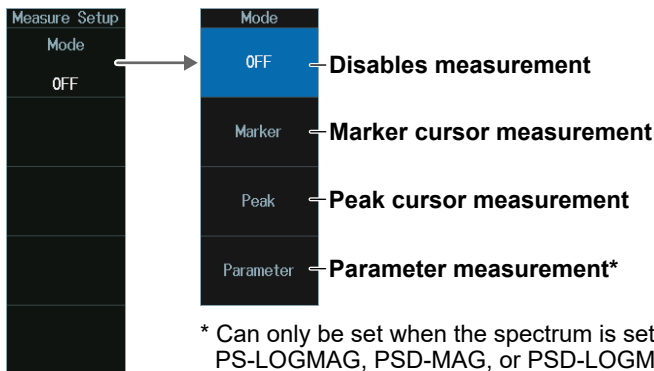 Measure Setup
Mode
OFF
Mode
OFF
Disables measurement
Marker
Marker cursor measurement
Peak
Peak cursor measurement
Parameter
Parameter measurement*
* Can only be set when the spectrum is set
PS-LOGMAG, PSD-MAG, or PSD-LOGM